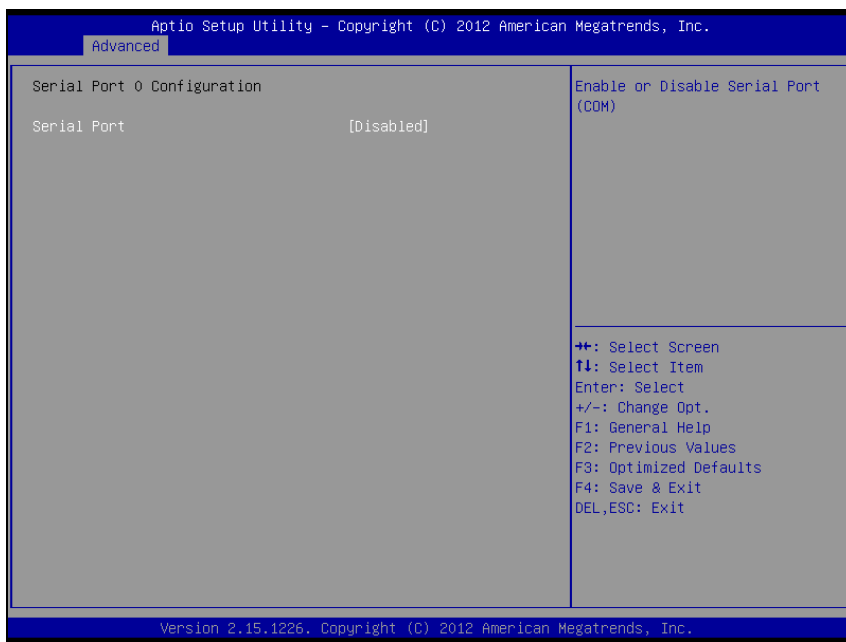 Aptio Setup Utility – Copyright (C) 2012 American Megatrends, Inc.
Advanced
Serial Port 0 Configuration
Serial Port [Disabled]
Enable or Disable Serial Port
(COM)
→←: Select Screen
↑↓: Select Item
Enter: Select
+/-: Change Opt.
F1: General Help
F2: Previous Values
F3: Optimized Defaults
F4: Save & Exit
DEL,ESC: Exit
Version 2.15.1226. Copyright (C) 2012 American Megatrends, Inc.